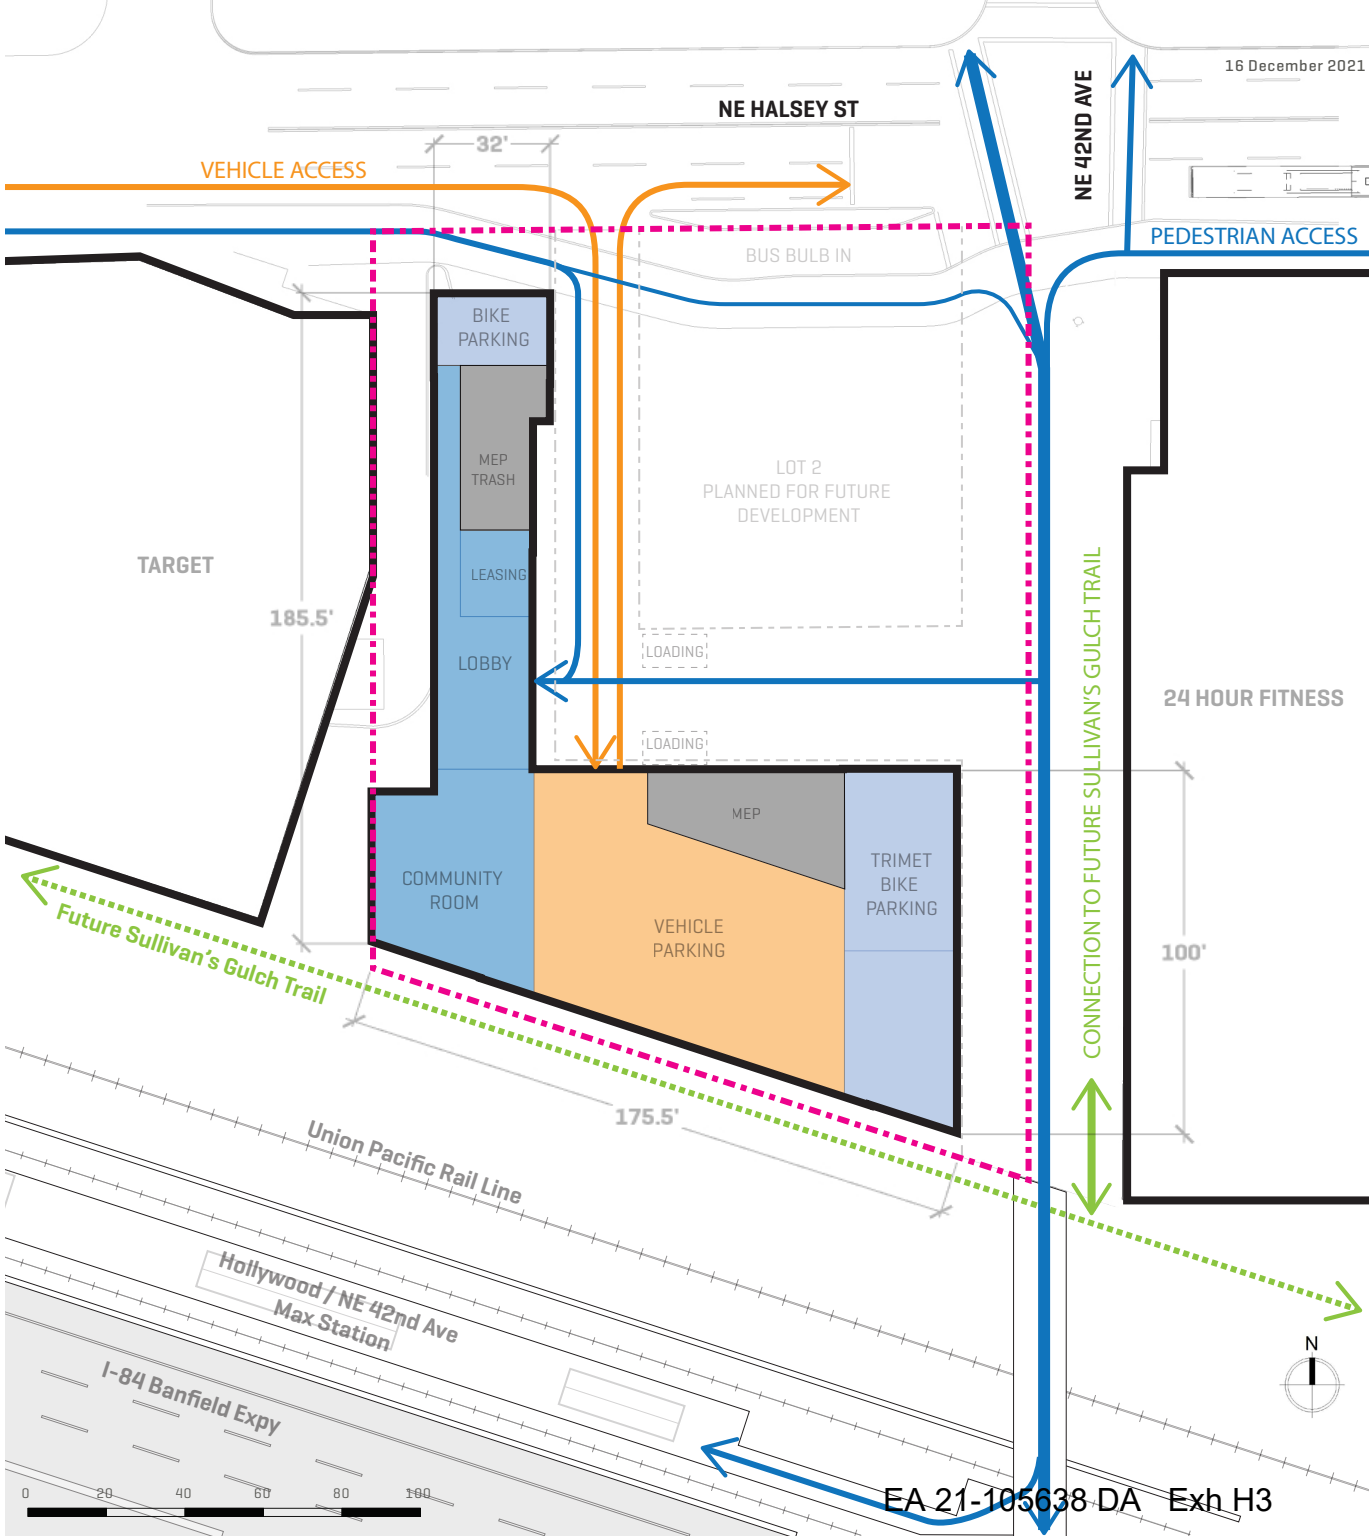 16 December 2021
NE HALSEY ST
NE 42ND AVE
32'
VEHICLE ACCESS
PEDESTRIAN ACCESS
BUS BULB IN
BIKE
PARKING
MEP
TRASH
LOT 2
PLANNED FOR FUTURE
DEVELOPMENT
TARGET
LEASING
185.5'
LOBBY
LOADING
24 HOUR FITNESS
LOADING
MEP
CONNECTION TO FUTURE SULLIVAN'S GULCH TRAIL
COMMUNITY
ROOM
TRIMET
BIKE
PARKING
VEHICLE
PARKING
100'
Future Sullivan's Gulch Trail
175.5'
Union Pacific Rail Line
Hollywood / NE 42nd Ave
Max Station
I-84 Banfield Expy
N
0 20 40 60 80 100
EA 21-105638 DA Exh H3